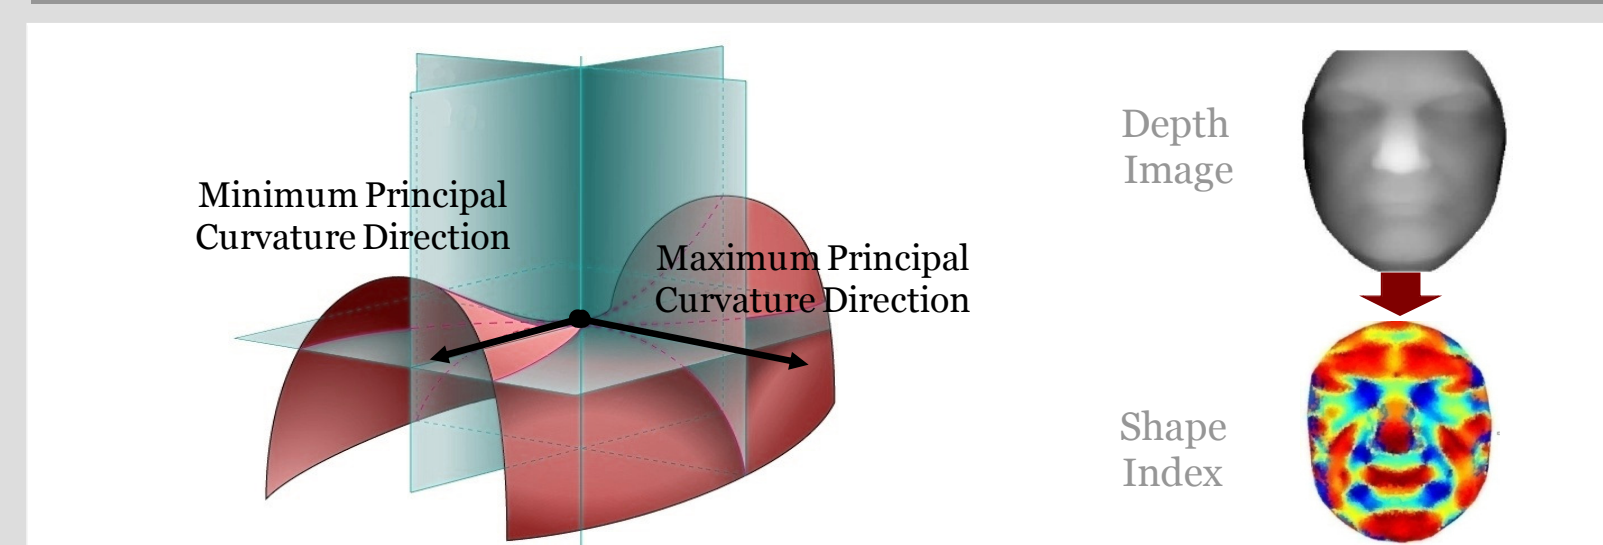 Minimum Principal
Curvature Direction
Maximum Principal
Curvature Direction
Depth
Image
Shape
Index